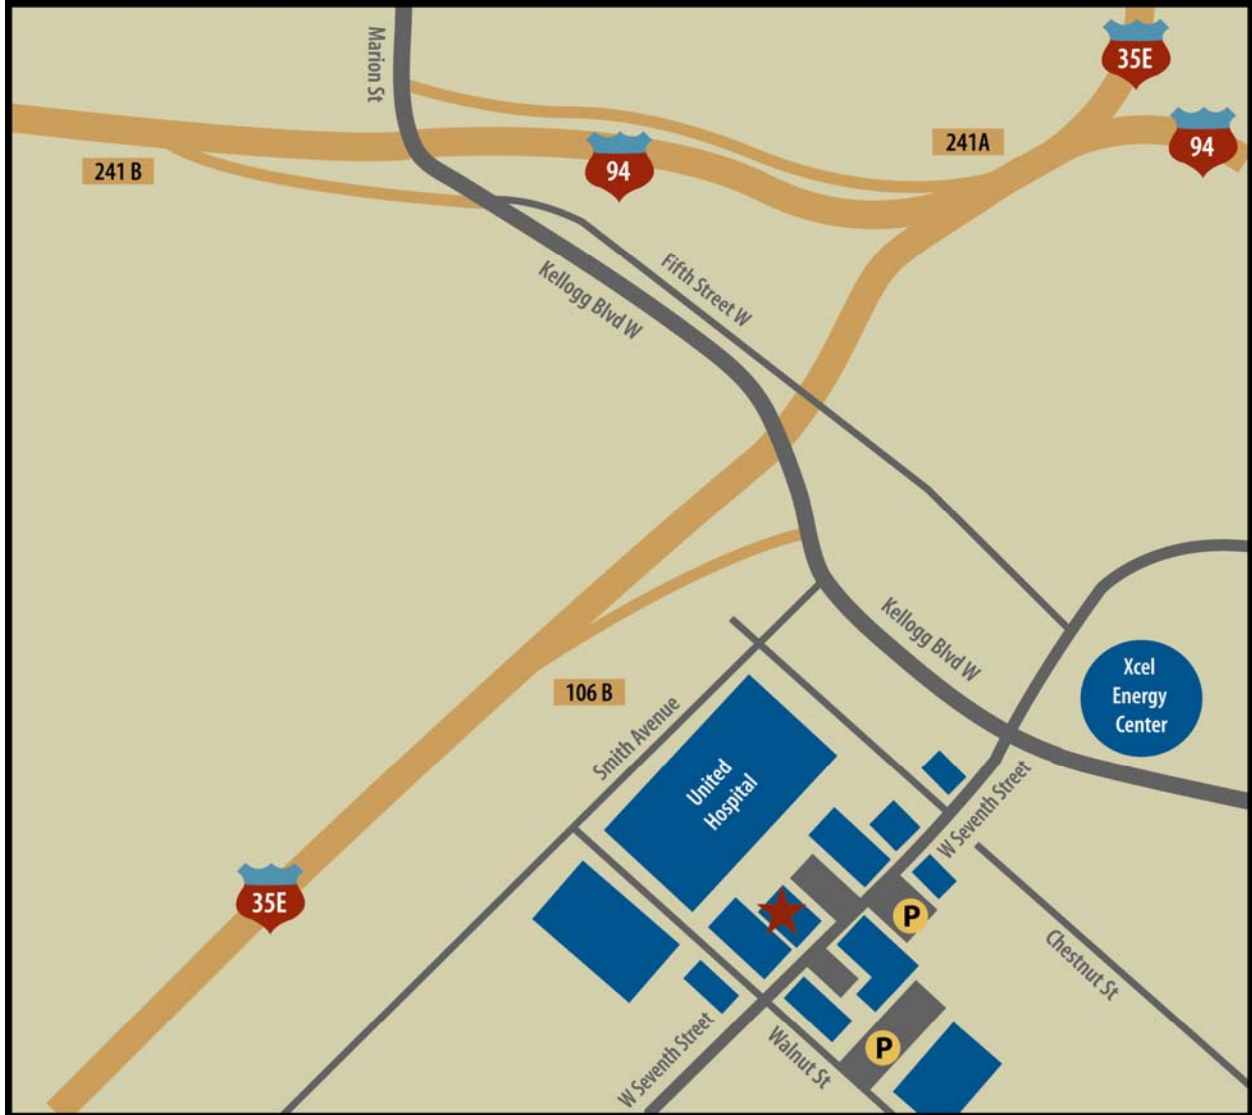 Marion St
35E
94
241A
241 B
94
Fifth Street W
Kellogg Blvd W
Kellogg Blvd W
Xcel
Energy
Center
106 B
Smith Avenue
United
Hospital
W Seventh Street
35E
P
Chestnut St
W Seventh Street
Walnut St
P